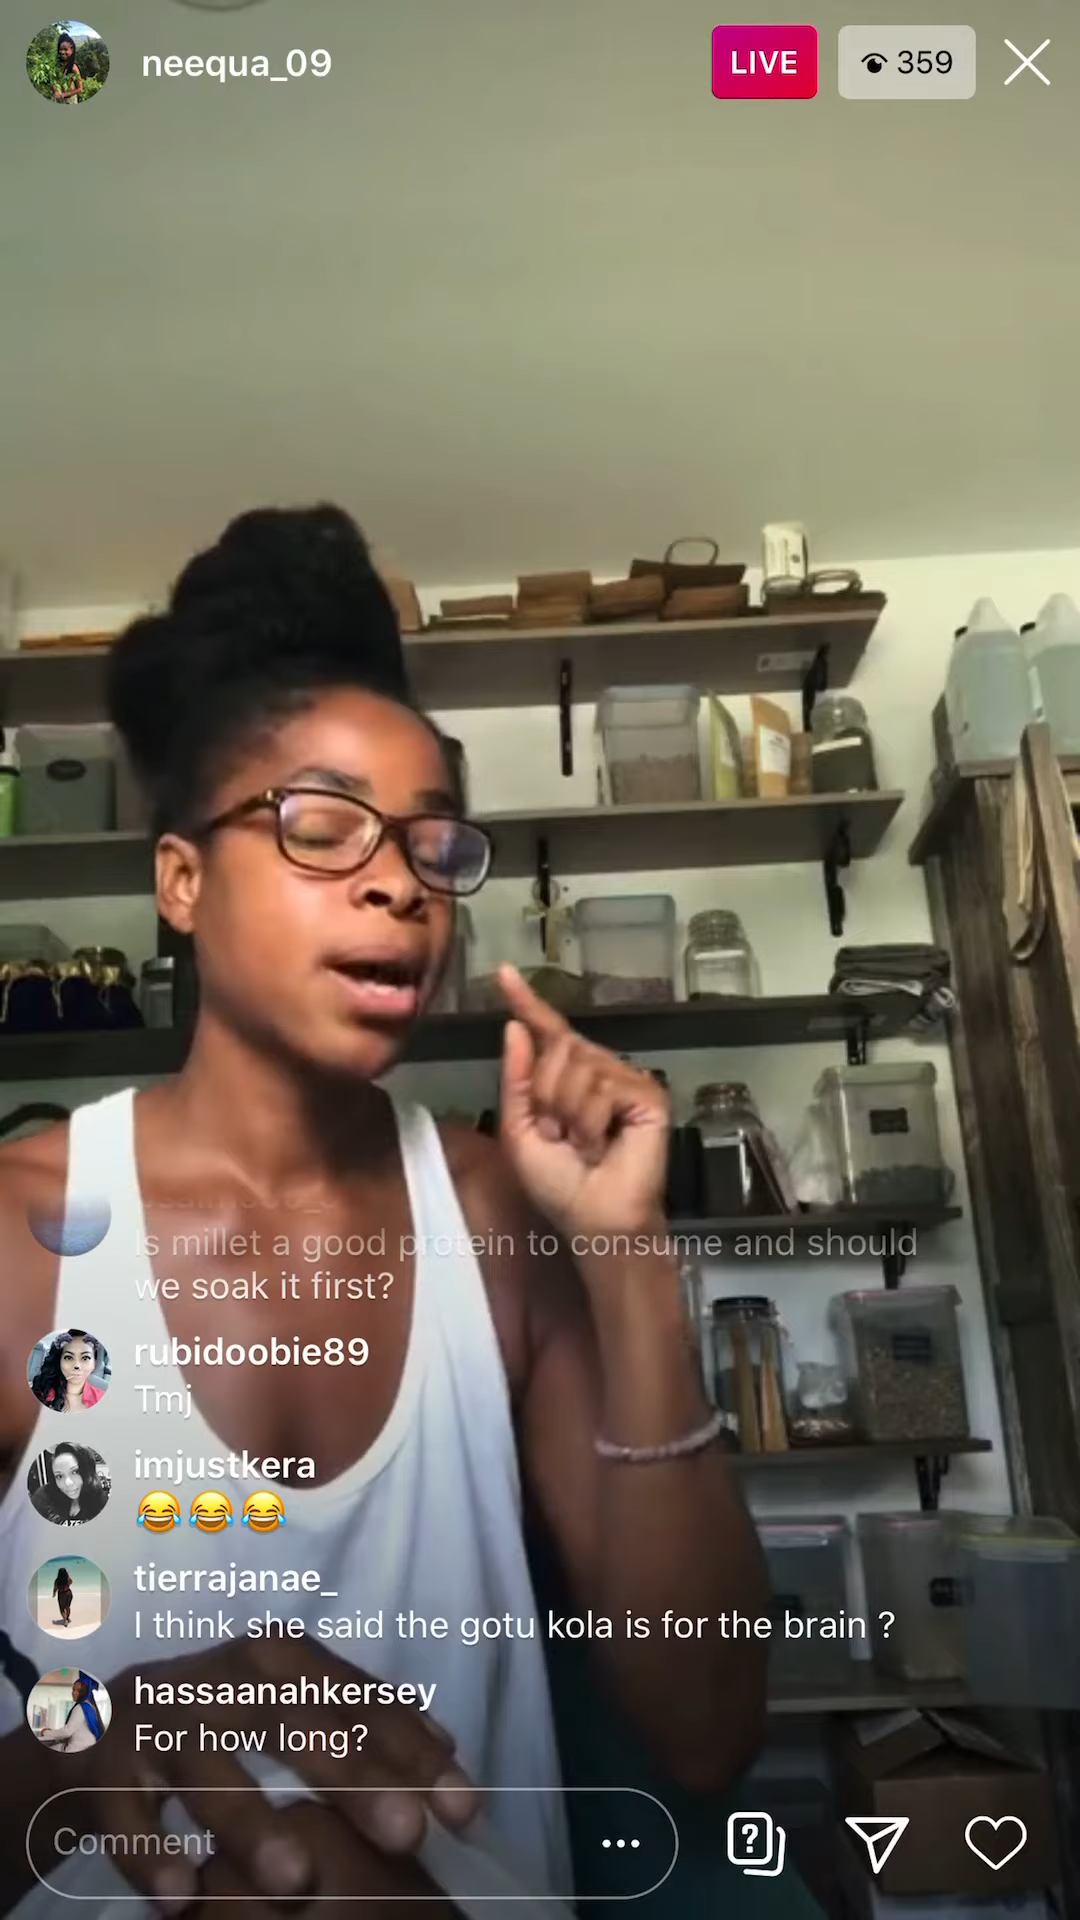 neequa_09
LIVE
359
Is millet a good protein to consume and should
we soak it first?
rubidoobie89
Tmj
imjustkera
😂😂😂
tierrajanae_
I think she said the gotu kola is for the brain ?
hassaanahkersey
For how long?
Comment